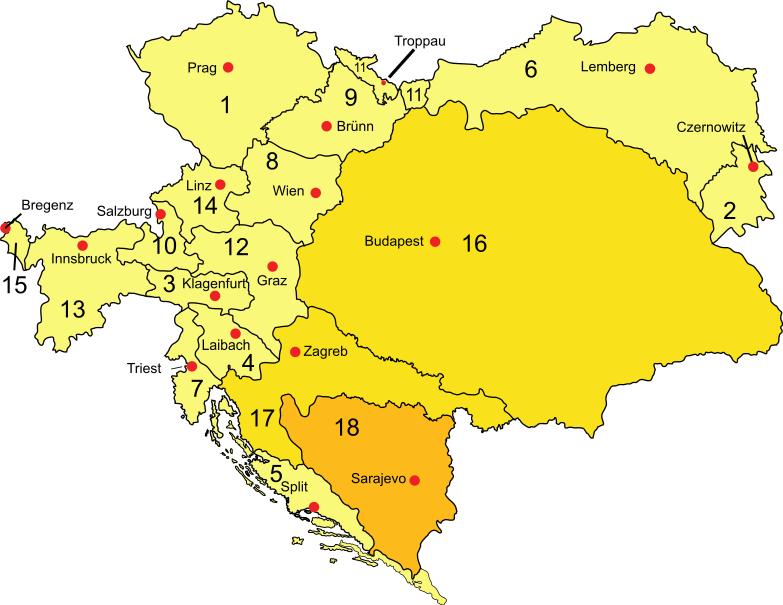 Troppau
11
Prag
6
Lemberg
9
11
1
Brünn
Czernowitz
8
Linz
Wien
14
2
Bregenz
Salzburg
10
12
Budapest
16
Innsbruck
15
3
Klagenfurt
Graz
13
Laibach
Zagreb
4
Triest
7
17
18
5
Split
Sarajevo